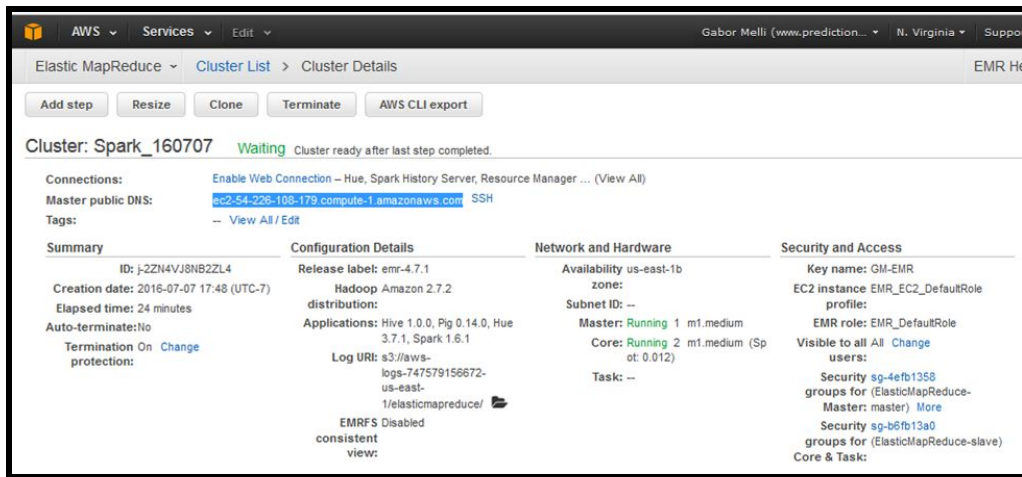 AWS Services Edit Gabor Melli (www.prediction... N. Virginia Suppor
Elastic MapReduce Cluster List > Cluster Details EMR He
Add step Resize Clone Terminate AWS CLI export
Cluster: Spark_160707 Waiting Cluster ready after last step completed.
Connections: Enable Web Connection – Hue, Spark History Server, Resource Manager ... (View All)
Master public DNS: ec2-54-226-108-179.compute-1.amazonaws.com SSH
Tags: -- View All / Edit
Summary
ID: j-2ZN4VJ8NB2ZL4
Creation date: 2016-07-07 17:48 (UTC-7)
Elapsed time: 24 minutes
Auto-terminate: No
Termination On Change
protection:
Configuration Details
Release label: emr-4.7.1
Hadoop Amazon 2.7.2
distribution:
Applications: Hive 1.0.0, Pig 0.14.0, Hue
3.7.1, Spark 1.6.1
Log URI: s3://aws-
logs-747579156672-
us-east-
1/elasticmapreduce/
EMRFS Disabled
consistent
view:
Network and Hardware
Availability us-east-1b
zone:
Subnet ID: --
Master: Running 1 m1.medium
Core: Running 2 m1.medium (Sp
ot: 0.012)
Task: --
Security and Access
Key name: GM-EMR
EC2 instance EMR_EC2_DefaultRole
profile:
EMR role: EMR_DefaultRole
Visible to all All Change
users:
Security sg-4efb1358
groups for (ElasticMapReduce-
Master: master) More
Security sg-b6fb13a0
groups for (ElasticMapReduce-slave)
Core & Task: